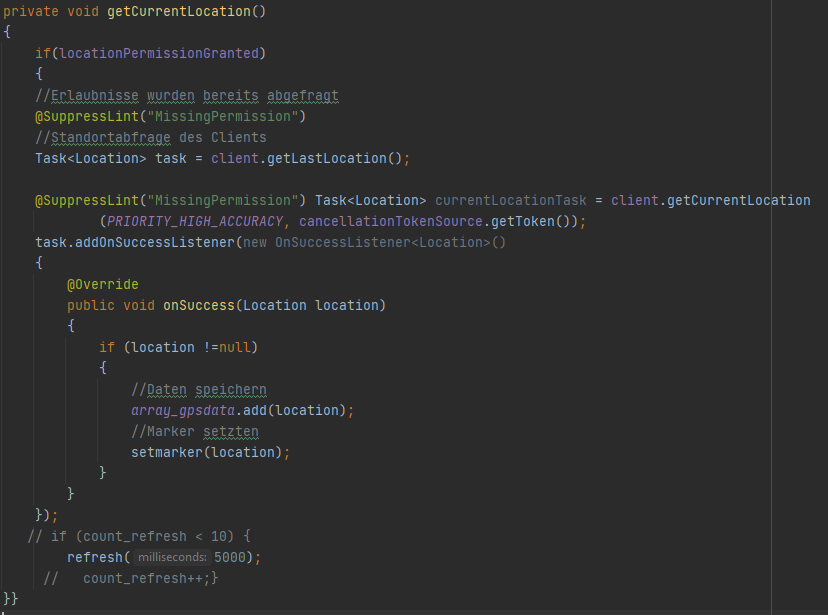 private void getCurrentLocation()
{
if(locationPermissionGranted)
{
//Erlaubnisse wurden bereits abgefragt
@SuppressLint("MissingPermission")
//Standortabfrage des Clients
Task<Location> task = client.getLastLocation();
@SuppressLint("MissingPermission") Task<Location> currentLocationTask = client.getCurrentLocation
(PRIORITY_HIGH_ACCURACY, cancellationTokenSource.getToken());
task.addOnSuccessListener(new OnSuccessListener<Location>()
{
@Override
public void onSuccess(Location location)
{
if (location !=null)
{
//Daten speichern
array_gpsdata.add(location);
//Marker setzten
setmarker(location);
}
}
});
// if (count_refresh < 10) {
refresh( milliseconds: 5000);
//   count_refresh++;}
}}